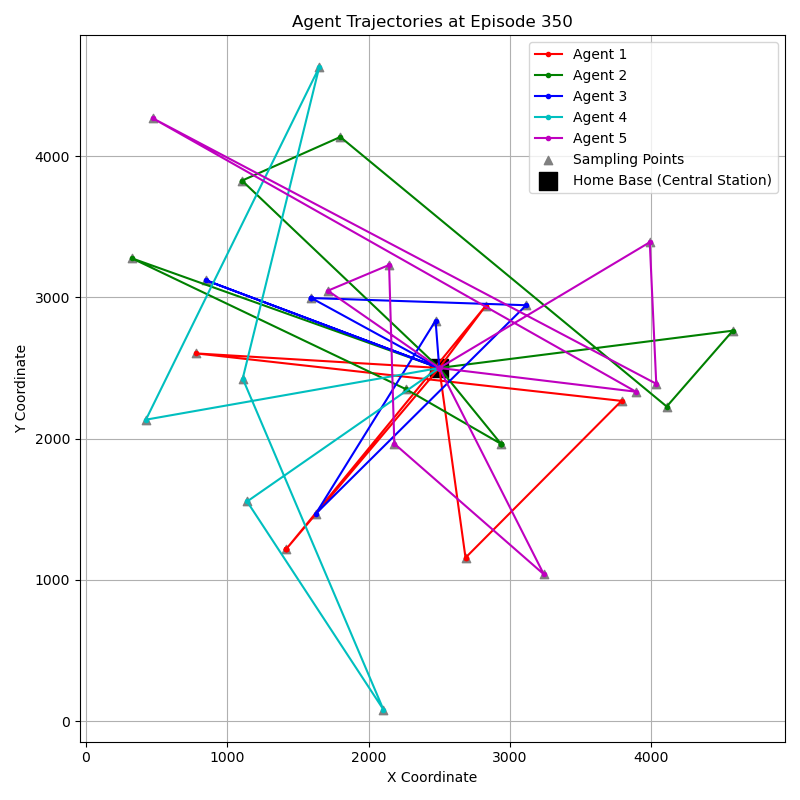 Agent Trajectories at Episode 350
Agent 1
Agent 2
Agent 3
Agent 4
Agent 5
Sampling Points
Home Base (Central Station)
Y Coordinate
4000
3000
2000
1000
0
0 1000 2000 3000 4000
X Coordinate